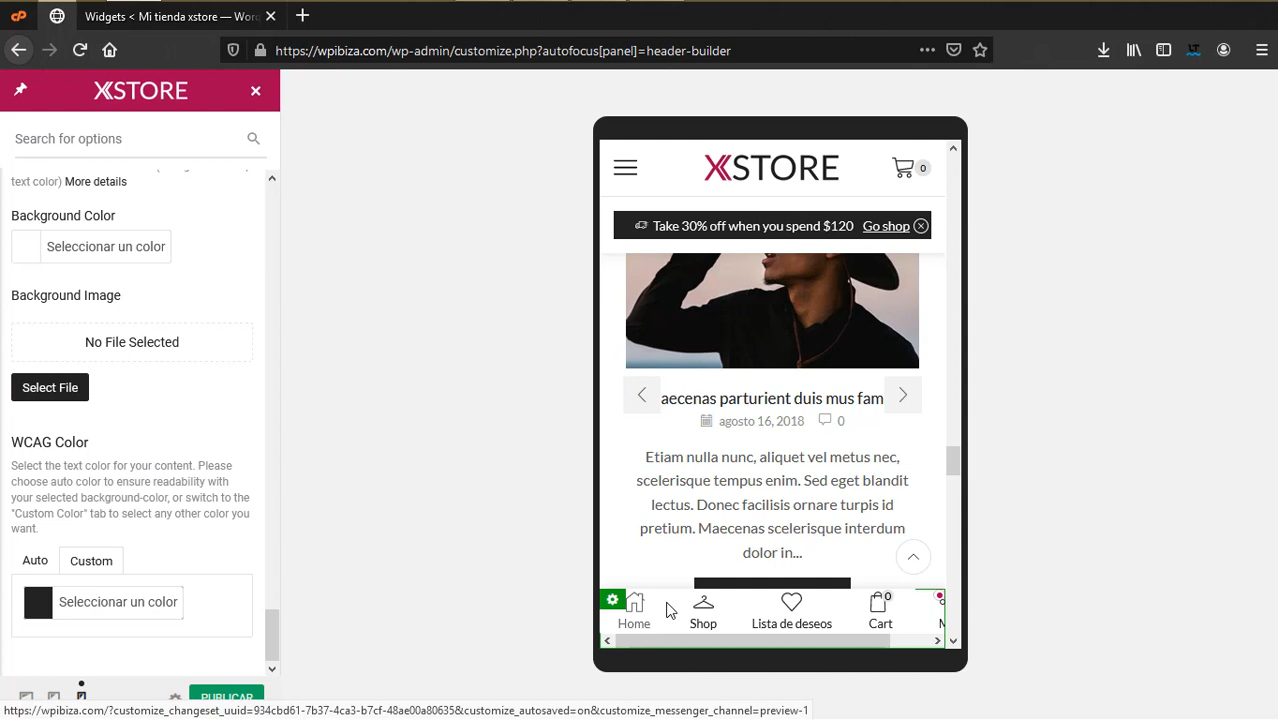 Widgets < Mi tienda xstore — Wor
https://wpibiza.com/wp-admin/customize.php?autofocus[panel]=header-builder
XSTORE
Search for options
text color) More details
Background Color
Seleccionar un color
Background Image
No File Selected
Select File
WCAG Color
Select the text color for your content. Please
choose auto color to ensure readability with
your selected background-color, or switch to the
"Custom Color" tab to select any other color you
want.
Auto
Custom
Seleccionar un color
PUBLICAR
XSTORE
0
Take 30% off when you spend $120 Go shop
aecenas parturient duis mus fam
agosto 16, 2018 0
Etiam nulla nunc, aliquet vel metus nec,
scelerisque tempus enim. Sed eget blandit
lectus. Donec facilisis ornare turpis id
pretium. Maecenas scelerisque interdum
dolor in...
0
Home
Shop
Lista de deseos
Cart
https://wpibiza.com/?customize_changeset_uuid=934cbd61-7b37-4ca3-b7cf-48ae00a80635&customize_autosaved=on&customize_messenger_channel=preview-1